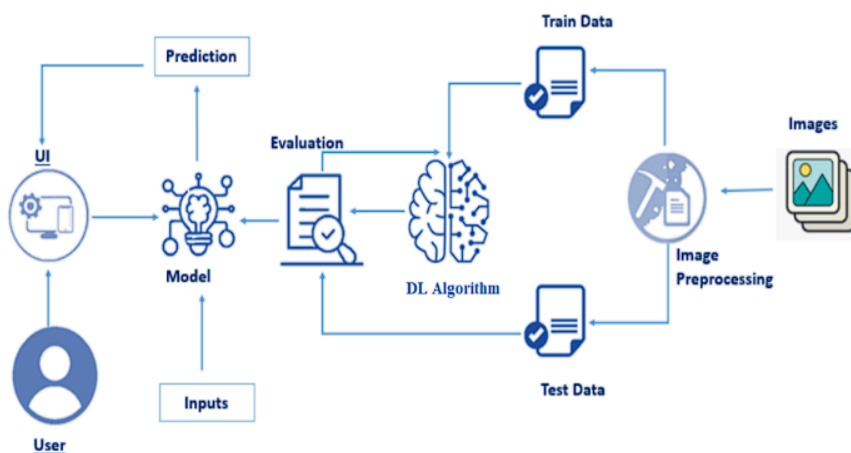 Train Data
Prediction
Images
Evaluation
UI
Image
Preprocessing
Model
DL Algorithm
Test Data
Inputs
User